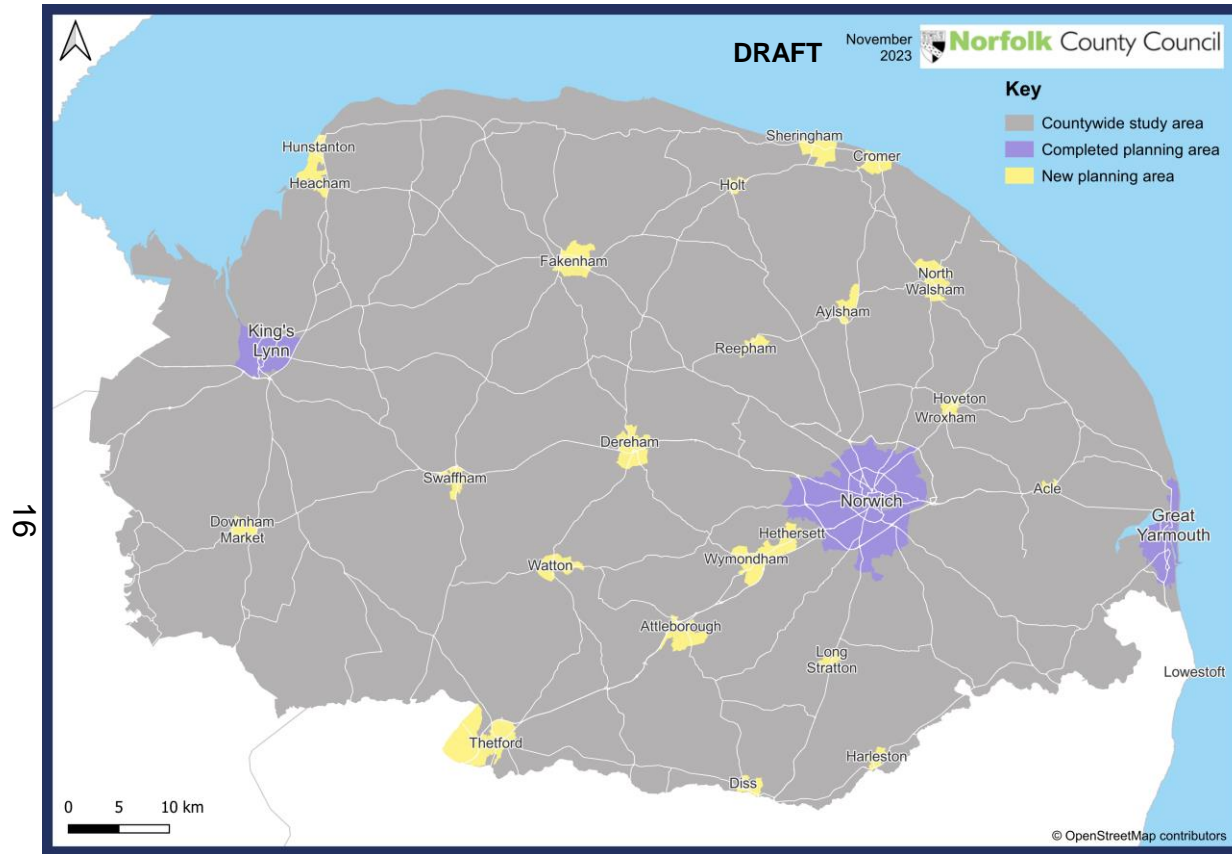 DRAFT
November
2023
Norfolk County Council
Key
Countywide study area
Completed planning area
New planning area
Hunstanton
Heacham
Sheringham
Cromer
Holt
Fakenham
North
Walsham
Aylsham
King's
Lynn
Reepham
Hoveton
Wroxham
Dereham
Swaffham
Acle
Norwich
Downham
Market
Great
Yarmouth
Hethersett
Wymondham
Watton
Attleborough
Long
Stratton
Lowestoft
Thetford
Harleston
Diss
0 5 10 km
© OpenStreetMap contributors
16